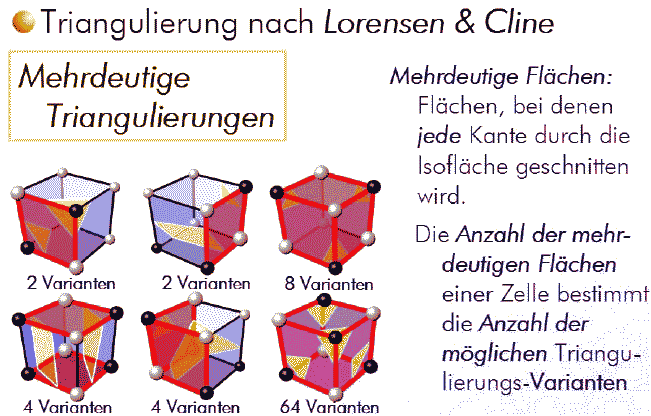 Triangulierung nach Lorensen & Cline
Mehrdeutige
Triangulierungen
Mehrdeutige Flächen:
Flächen, bei denen
jede Kante durch die
Isofläche geschnitten
wird.
Die Anzahl der mehr-
deutigen Flächen
einer Zelle bestimmt
die Anzahl der
möglichen Triangu-
lierungs-Varianten
2 Varianten
2 Varianten
8 Varianten
4 Varianten
4 Varianten
64 Varianten